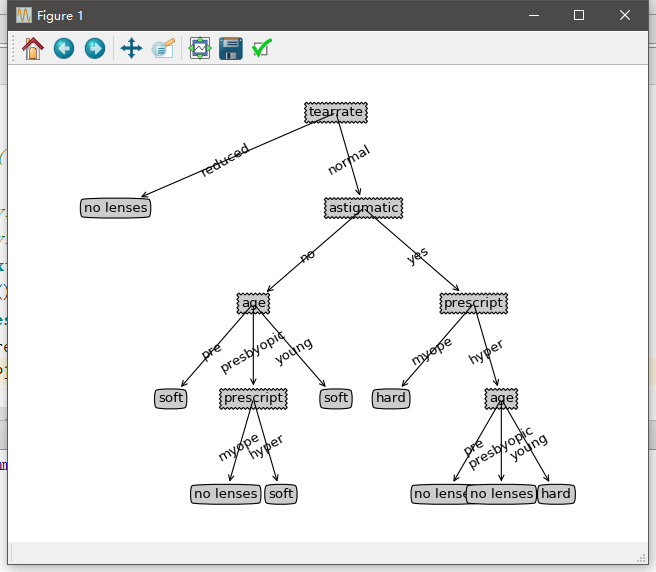 Figure 1
tearrate
reduced
normal
no lenses
astigmatic
no
yes
age
prescript
pre
presbyopic
young
myope
hyper
soft
prescript
soft
hard
age
myope
hyper
pre
presbyopic
young
no lenses
soft
no lenses
no lenses
hard